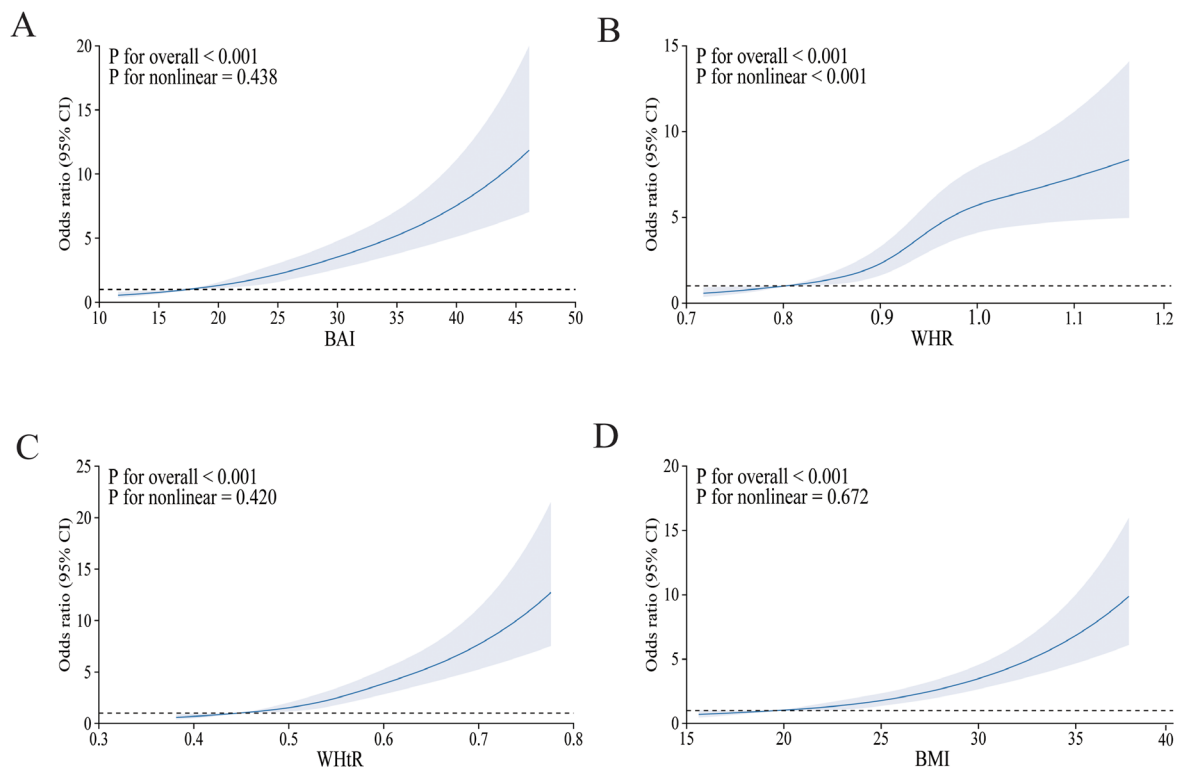 A
P for overall < 0.001
P for nonlinear = 0.438
Odds ratio (95% CI)
20
15
10
5
0
10 15 20 25 30 35 40 45 50
BAI
B
P for overall < 0.001
P for nonlinear < 0.001
Odds ratio (95% CI)
15
10
5
0
0.7 0.8 0.9 1.0 1.1 1.2
WHR
C
P for overall < 0.001
P for nonlinear = 0.420
Odds ratio (95% CI)
25
20
15
10
5
0
0.3 0.4 0.5 0.6 0.7 0.8
WHtR
D
P for overall < 0.001
P for nonlinear = 0.672
Odds ratio (95% CI)
20
15
10
5
0
15 20 25 30 35 40
BMI